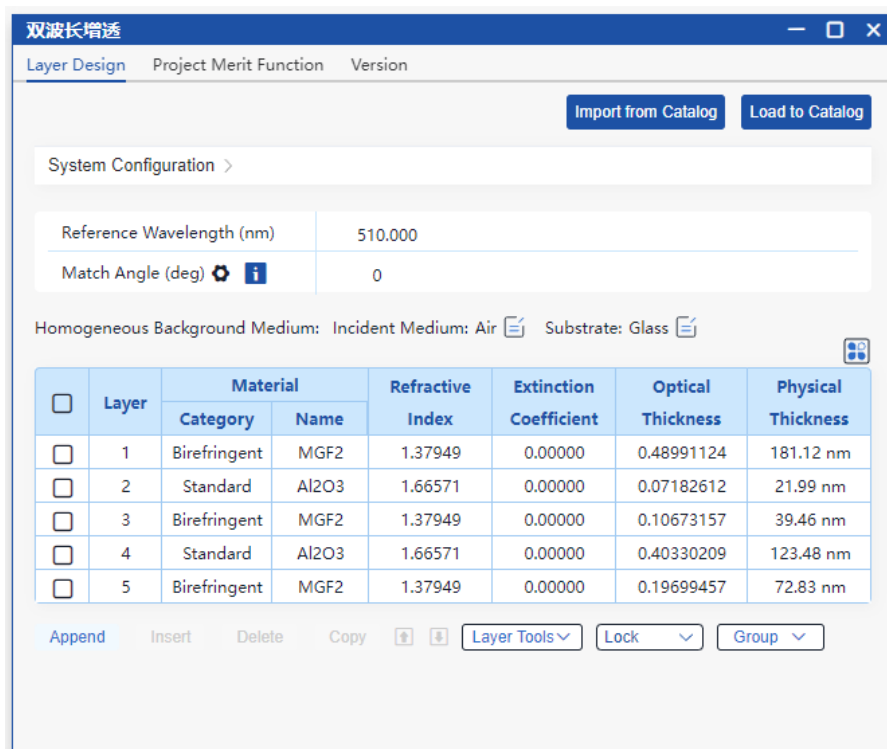 双波长增透
Layer Design Project Merit Function Version
Import from Catalog Load to Catalog
System Configuration >
Reference Wavelength (nm) 510.000
Match Angle (deg) i 0
Homogeneous Background Medium: Incident Medium: Air Substrate: Glass
Layer Material Refractive Index Extinction Coefficient Optical Thickness Physical Thickness
Category Name
1 Birefringent MGF2 1.37949 0.00000 0.48991124 181.12 nm
2 Standard Al2O3 1.66571 0.00000 0.07182612 21.99 nm
3 Birefringent MGF2 1.37949 0.00000 0.10673157 39.46 nm
4 Standard Al2O3 1.66571 0.00000 0.40330209 123.48 nm
5 Birefringent MGF2 1.37949 0.00000 0.19699457 72.83 nm
Append Insert Delete Copy Layer Tools Lock Group